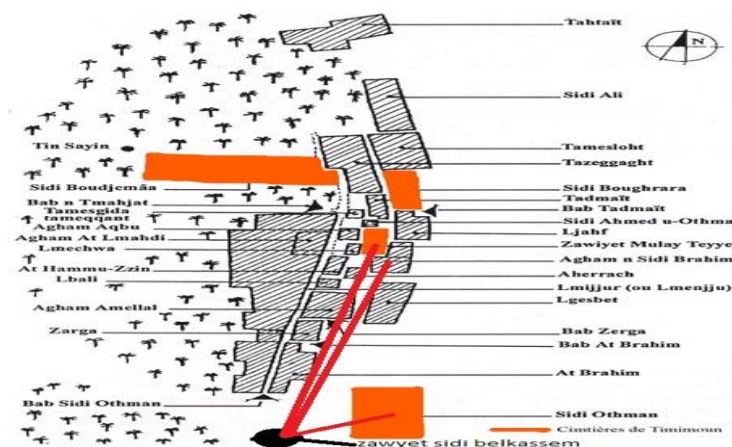 Tahtaït
N
Sidi Ali
Tin Sayin
Tamesloht
Tazeggaght
Sidi Boudjemâa
Sidi Boughrara
Tadmaït
Bab n Tmahjat
Bab Tadmaït
Tamesgida
tameqqant
Sidi Ahmed u-Othma
Agham Aqbu
Ljahf
Agham At Lmahdi
Zawiyet Mulay Teyye
Lmechwa
Agham n Sidi Brahim
At Hammu-Zzin
Aherrach
Lbali
Lmijjur (ou Lmenjju)
Lgesbet
Agham Amellal
Zarga
Bab Zerga
Bab At Brahim
At Brahim
Bab Sidi Othman
Sidi Othman
Cimtières de Timimoun
zawyet sidi belkassem